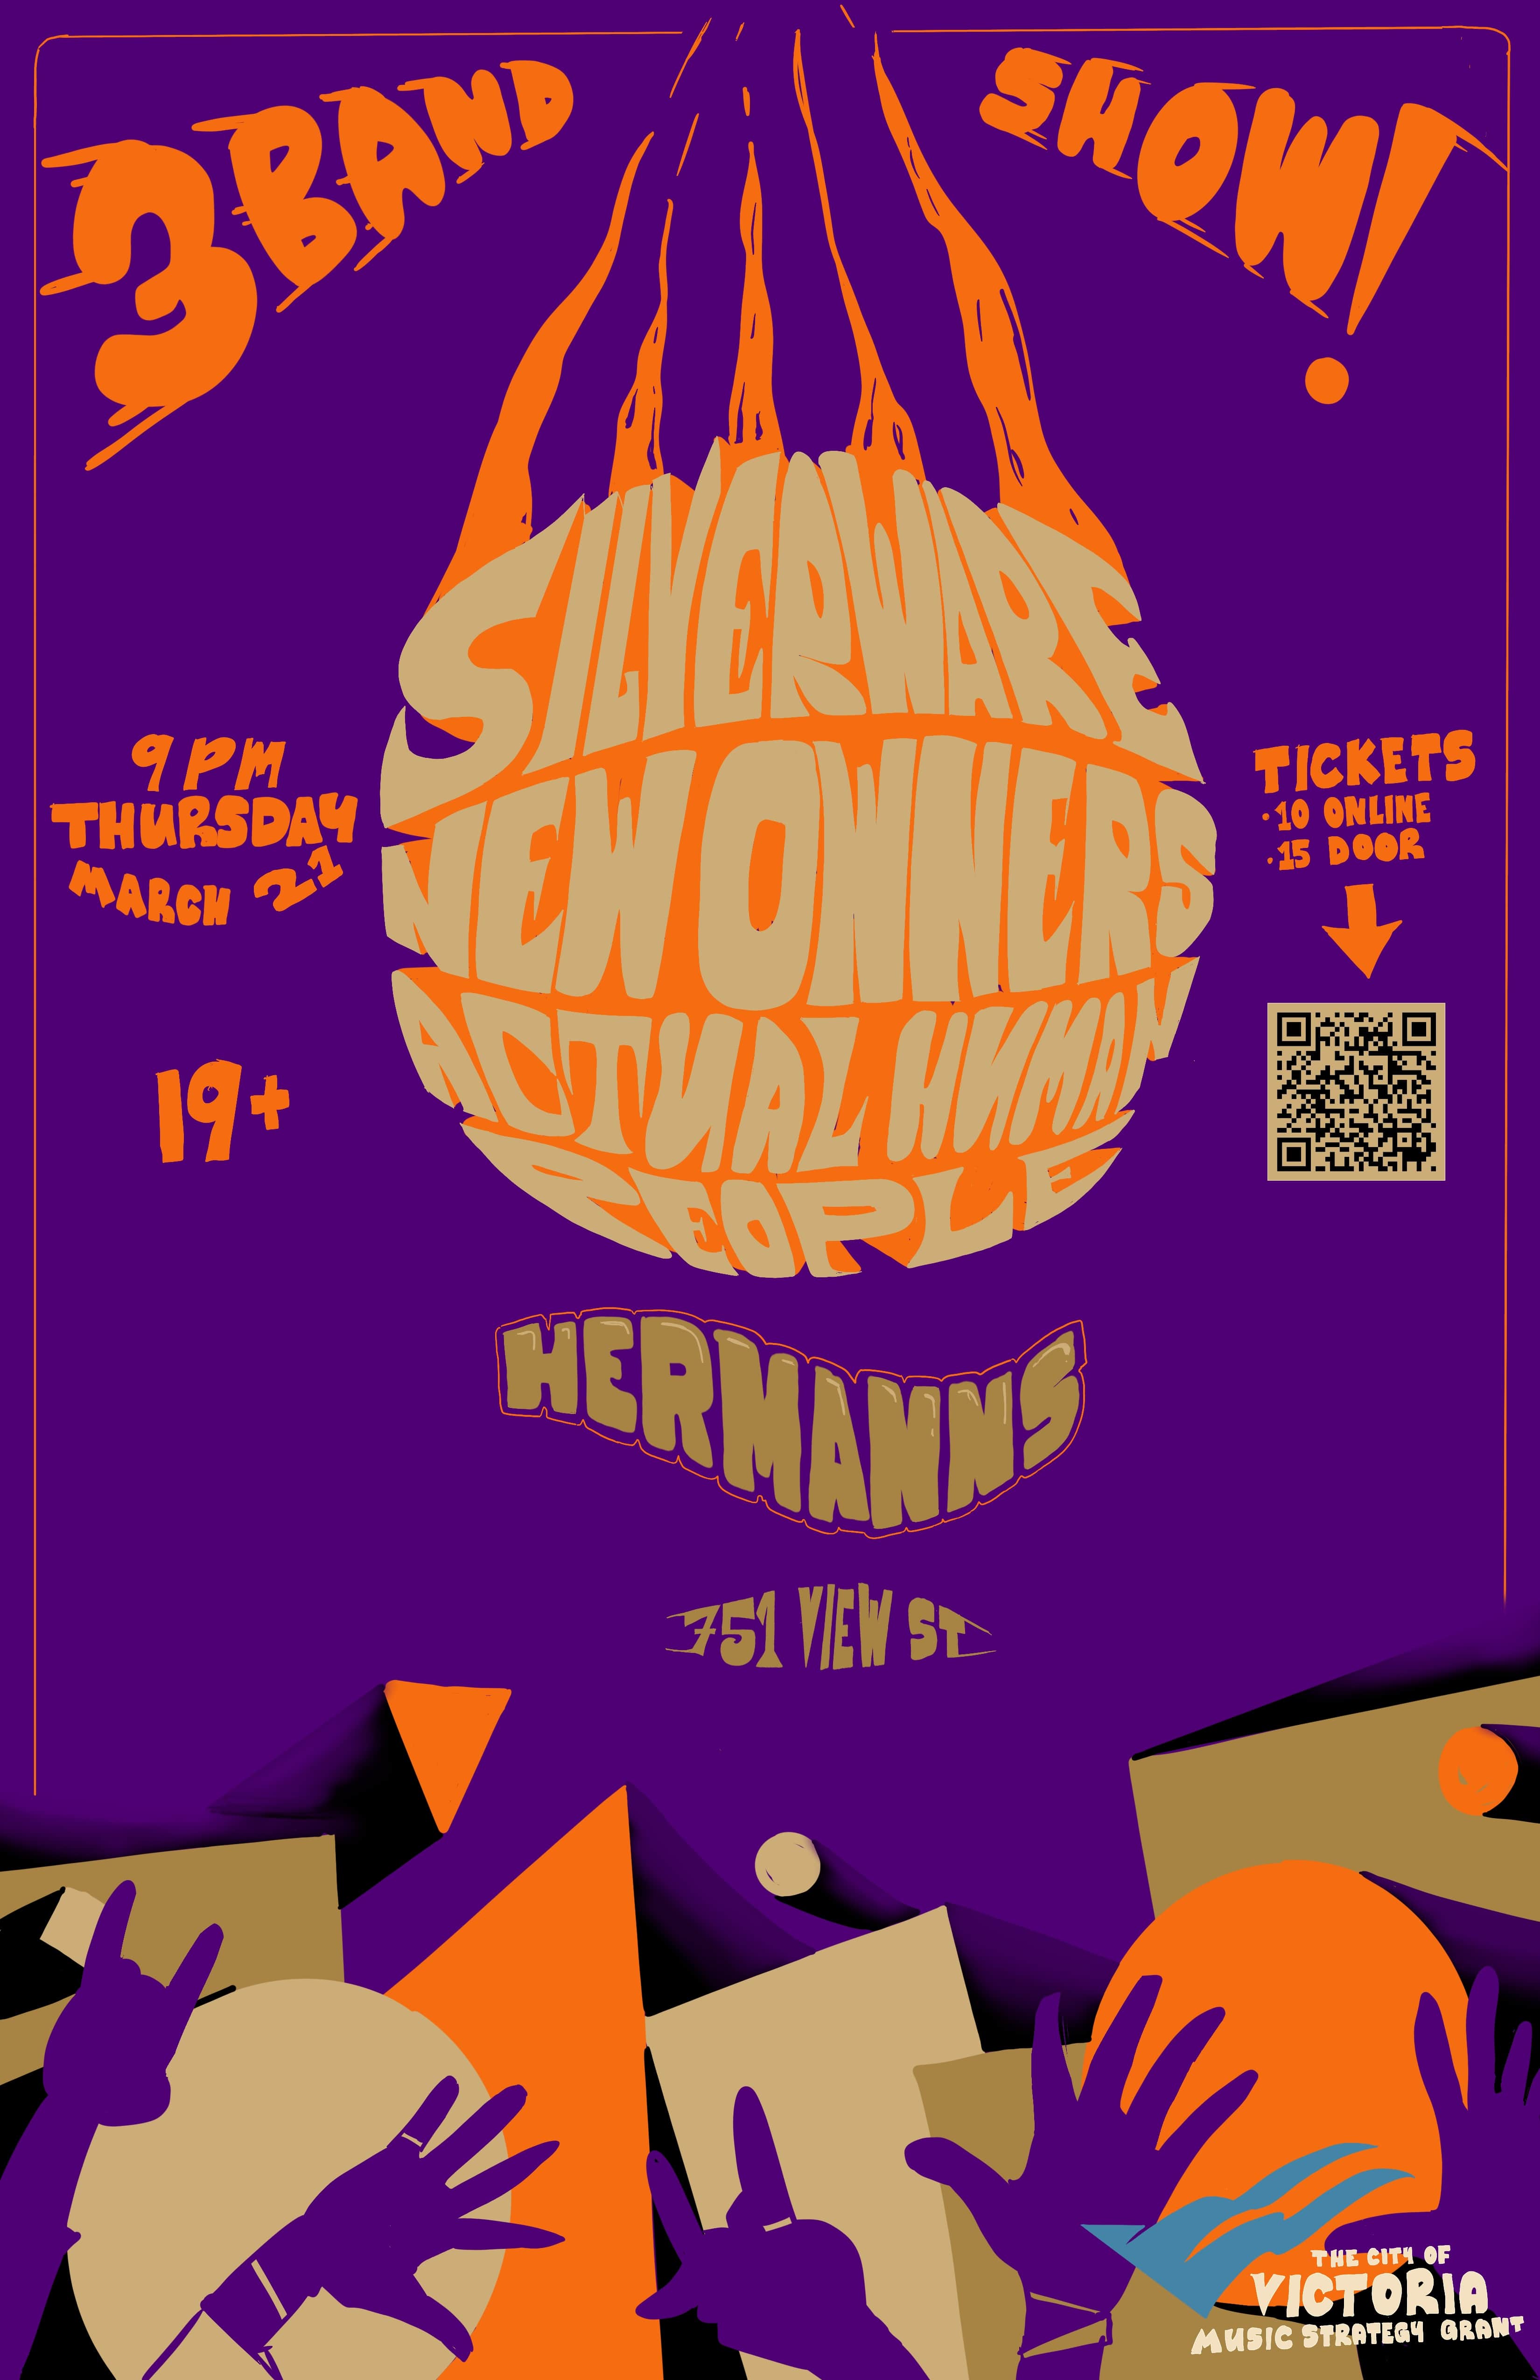 3 BAND SHOW!
SILVERWARE
NEW OWNERS
ACTUAL HUMAN
PEOPLE
9 PM
THURSDAY
MARCH 21
19+
TICKETS
·10 ONLINE
·15 DOOR
HERMANNS
751 VIEW ST
THE CITY OF
VICTORIA
MUSIC STRATEGY GRANT